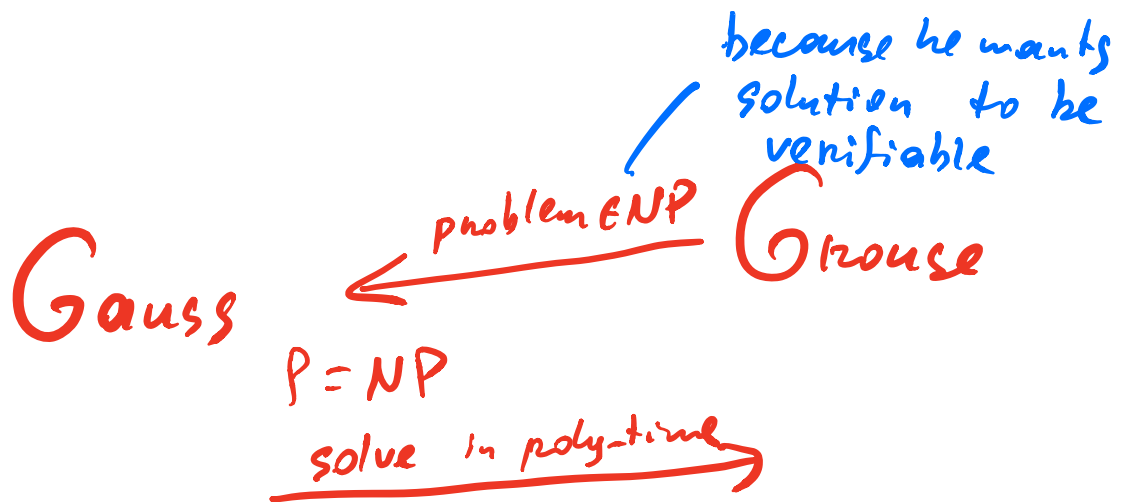 because he wants
solution to be
verifiable
problem ∈ NP
Grouse
Gauss
P = NP
solve in poly-time